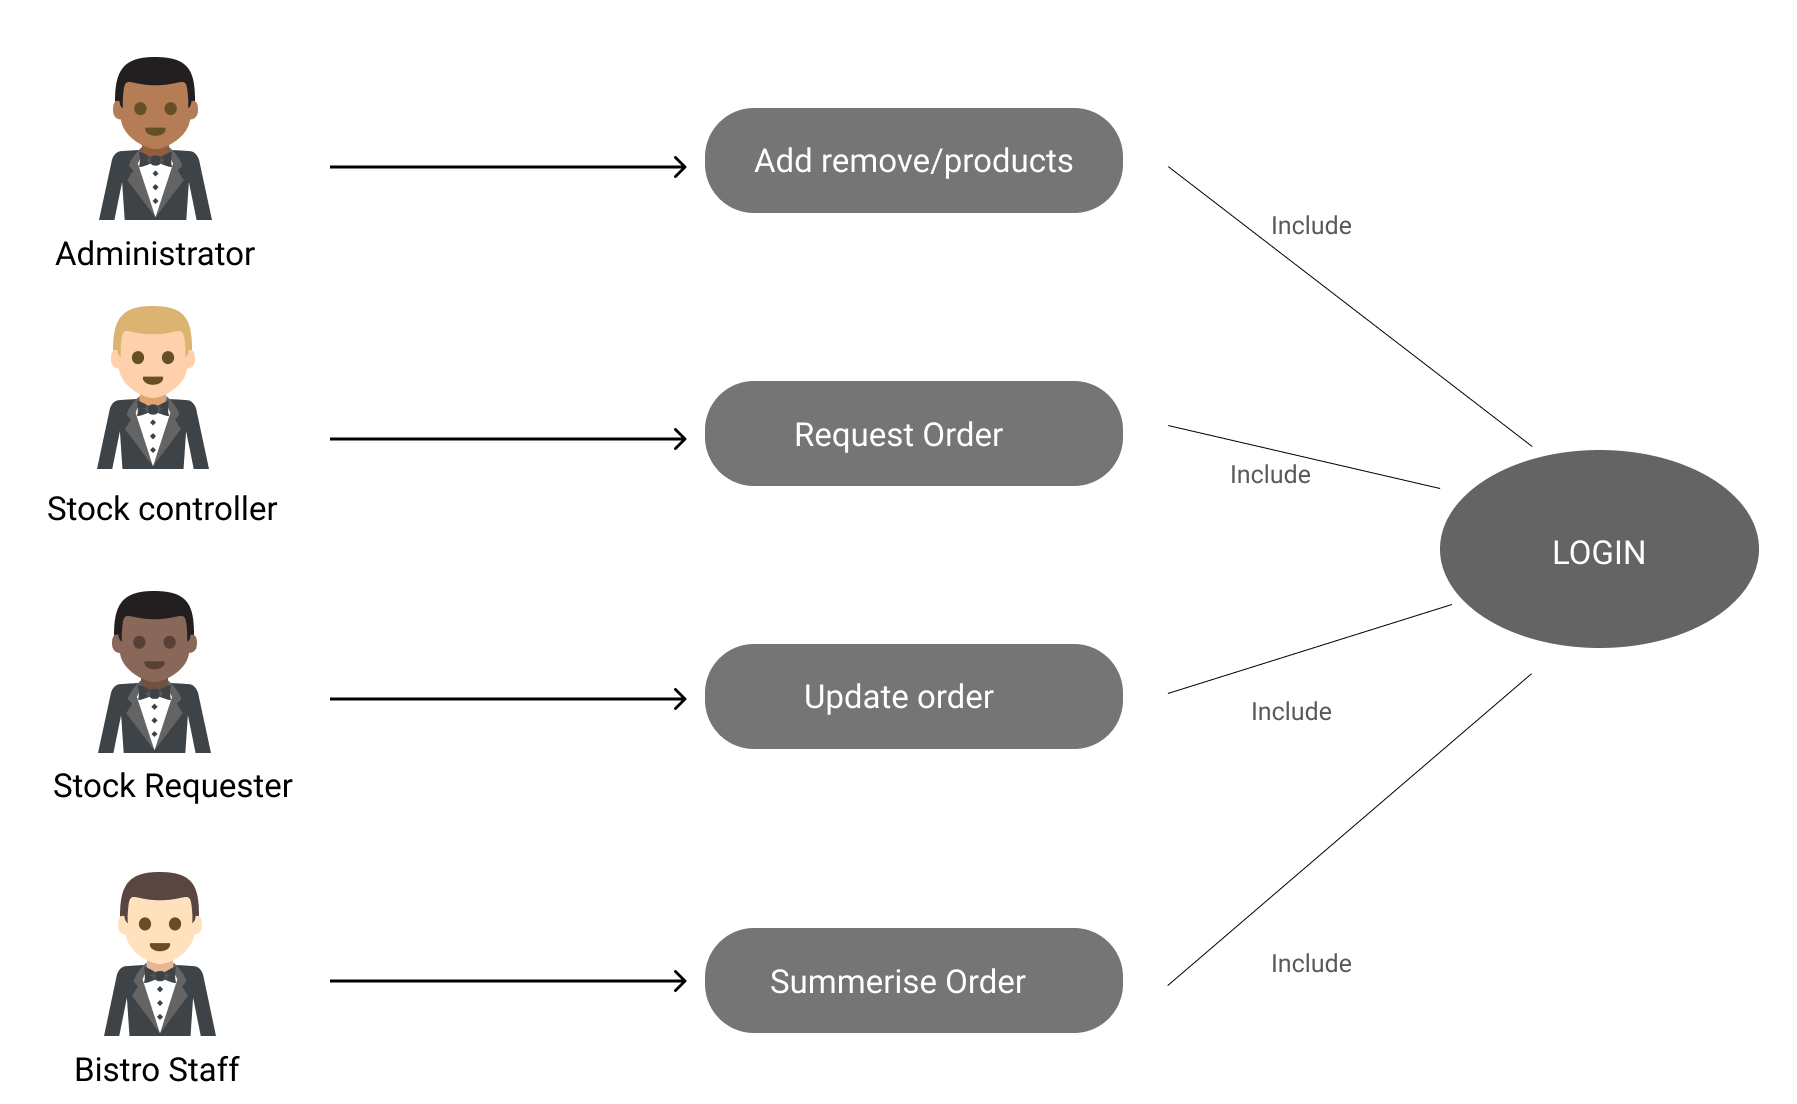 Administrator
Add remove/products
Include
Stock controller
Request Order
Include
LOGIN
Stock Requester
Update order
Include
Bistro Staff
Summerise Order
Include